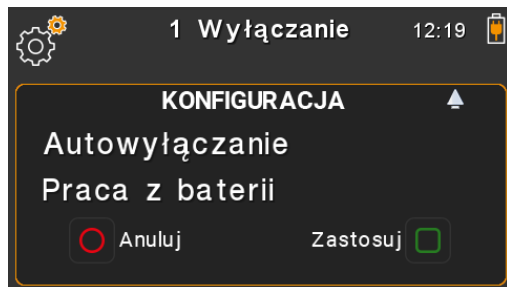 1 Wyłączanie 12:19
KONFIGURACJA
Autowyłączanie
Praca z baterii
Anuluj Zastosuj